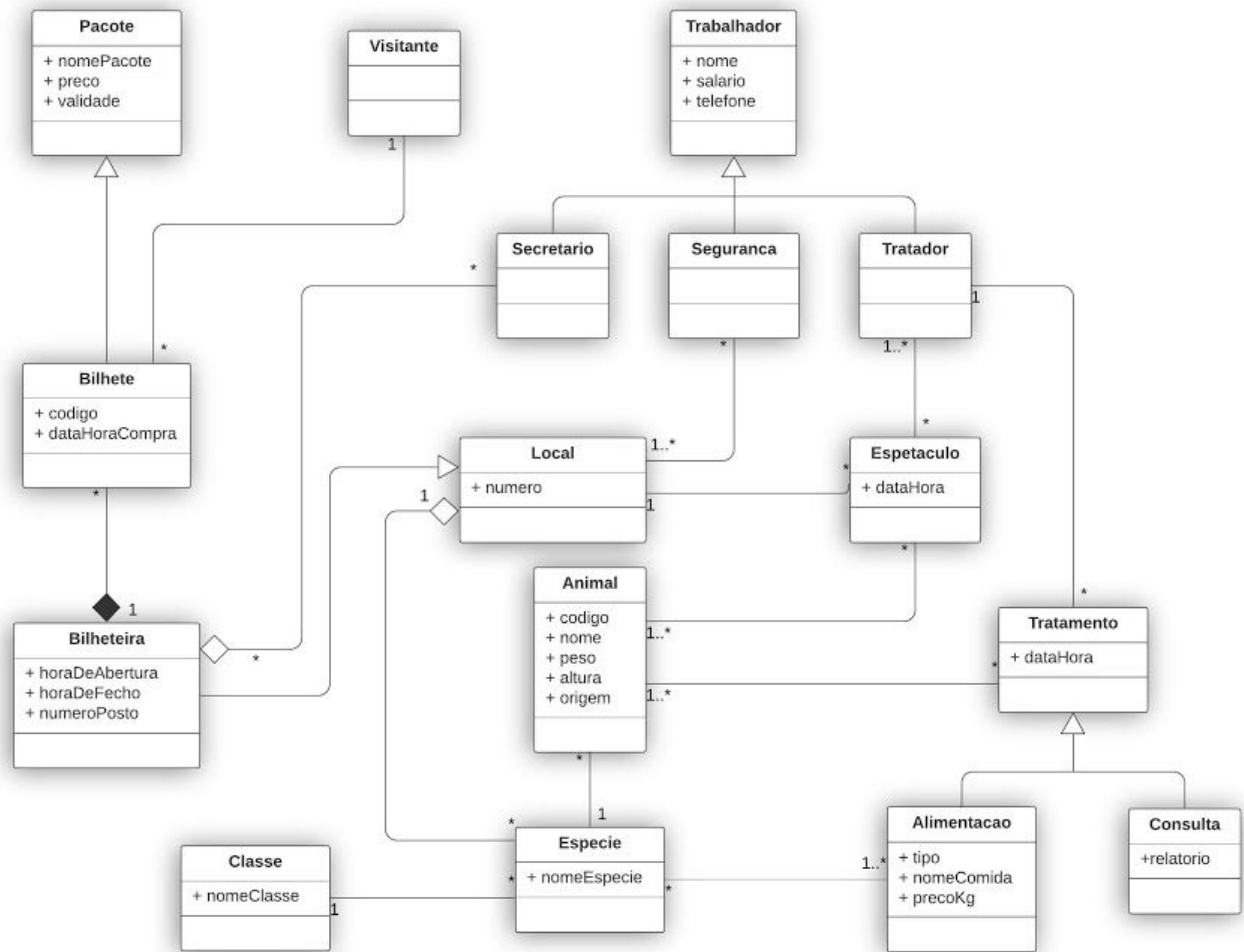 Pacote
+ nomePacote
+ preco
+ validade
Visitante
1
Trabalhador
+ nome
+ salario
+ telefone
Secretario
*
Seguranca
*
Tratador
1
1..*
*
Bilhete
+ codigo
+ dataHoraCompra
*
Local
+ numero
1..*
1
1
Espetaculo
+ dataHora
*
*
*
1
Bilheteira
+ horaDeAbertura
+ horaDeFecho
+ numeroPosto
*
Animal
+ codigo
+ nome
+ peso
+ altura
+ origem
1..*
1..*
*
*
Tratamento
+ dataHora
*
*
1
*
Classe
+ nomeClasse
1
Especie
+ nomeEspecie
*
*
1..*
Alimentacao
+ tipo
+ nomeComida
+ precoKg
Consulta
+relatorio